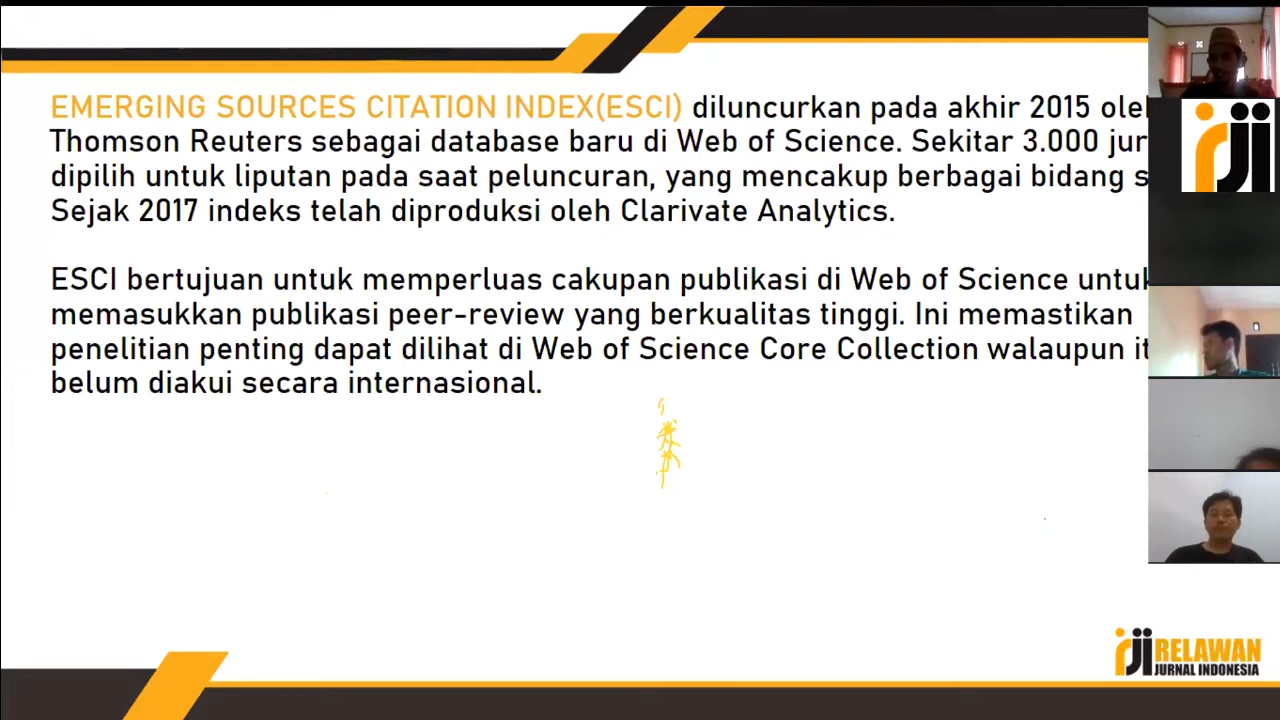 EMERGING SOURCES CITATION INDEX(ESCI) diluncurkan pada akhir 2015
Thomson Reuters sebagai database baru di Web of Science. Sekitar 3.000
dipilih untuk liputan pada saat peluncuran, yang mencakup berbagai bidang
Sejak 2017 indeks telah diproduksi oleh Clarivate Analytics.
ESCI bertujuan untuk memperluas cakupan publikasi di Web of Science untuk
memasukkan publikasi peer-review yang berkualitas tinggi. Ini memastikan
penelitian penting dapat dilihat di Web of Science Core Collection walaupun
belum diakui secara internasional.
rji
rji RELAWAN
JURNAL INDONESIA